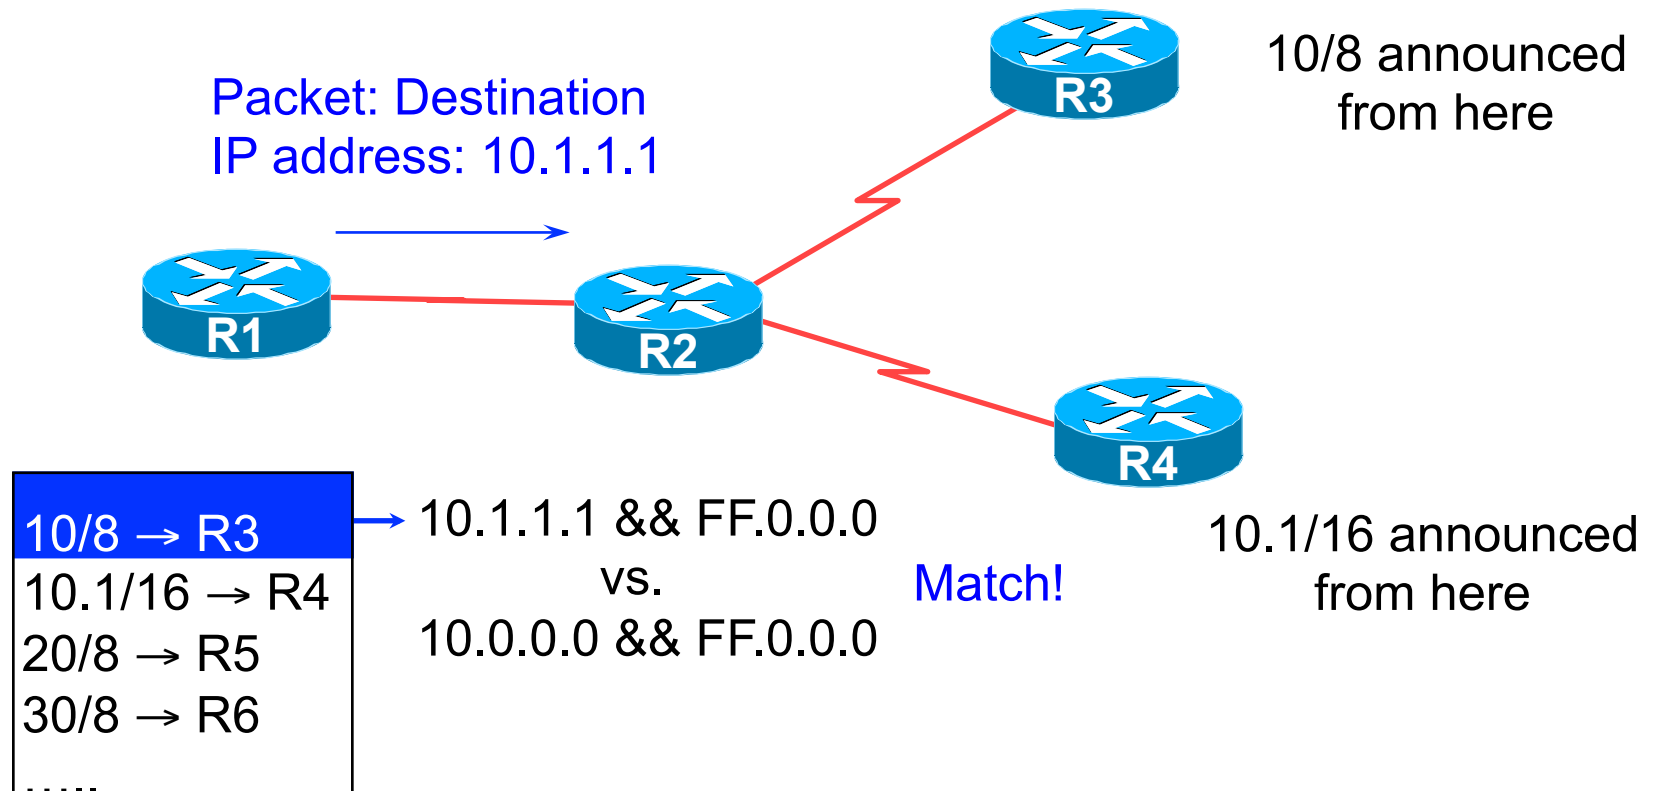 10/8 announced
from here
Packet: Destination
IP address: 10.1.1.1
R3
R1
R2
R4
10/8 → R3
10.1/16 → R4
20/8 → R5
30/8 → R6
.....
10.1.1.1 && FF.0.0.0
vs.
10.0.0.0 && FF.0.0.0
Match!
10.1/16 announced
from here